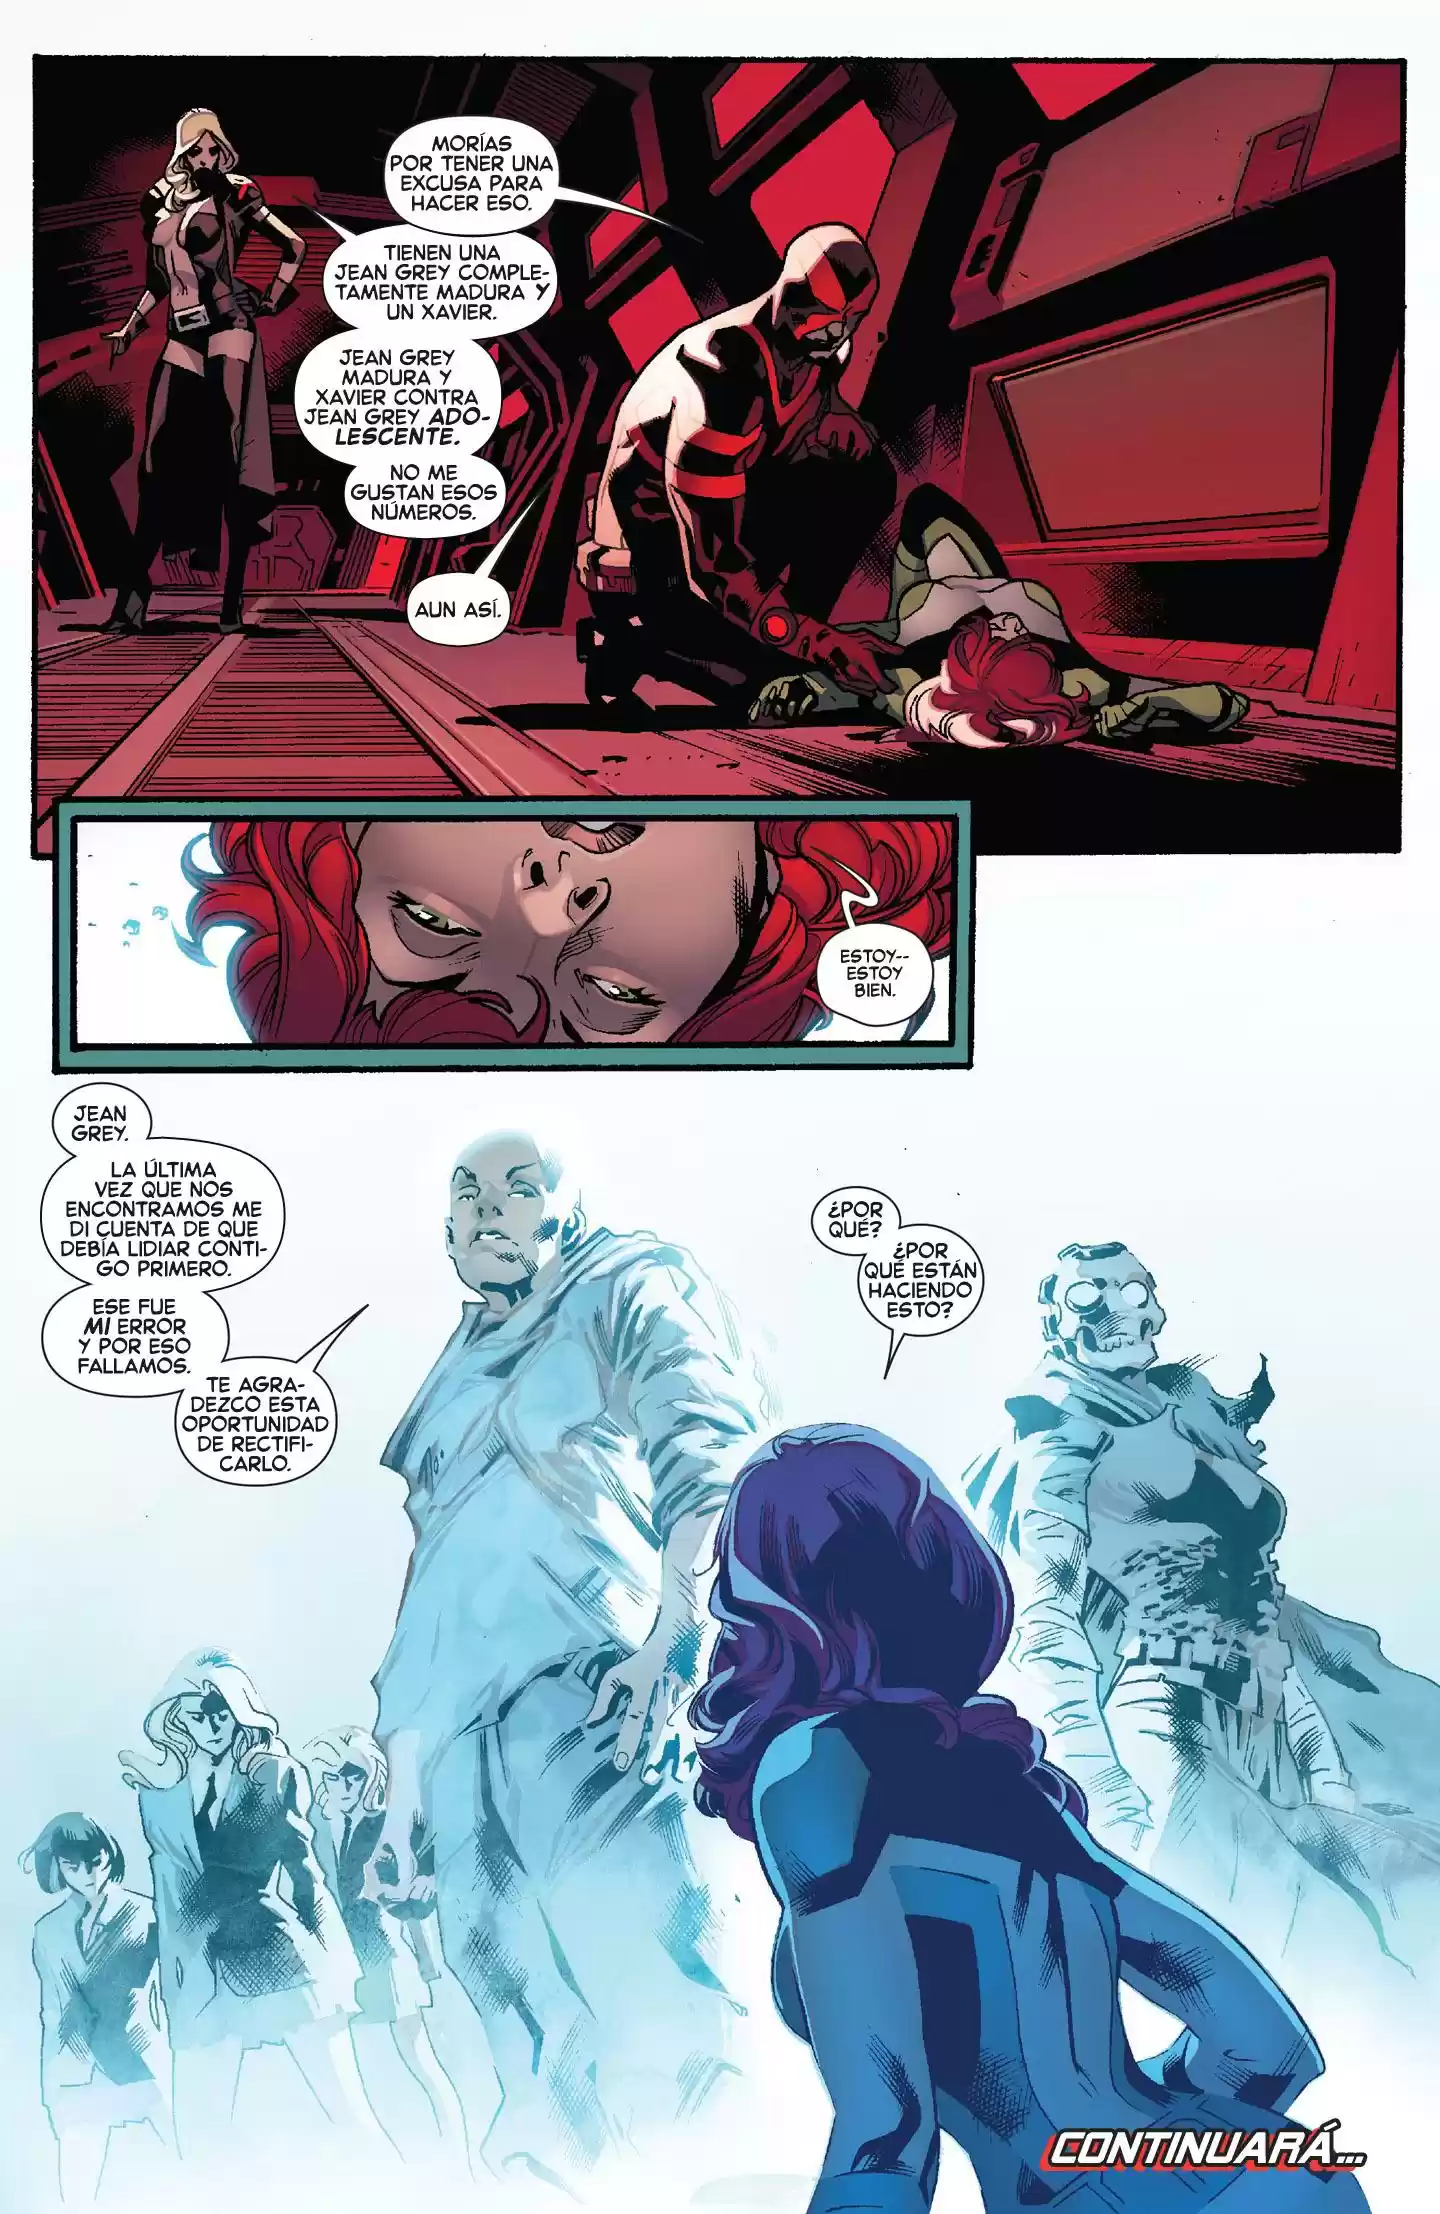 MORÍAS
POR TENER UNA
EXCUSA PARA
HACER ESO.
TIENEN UNA
JEAN GREY COMPLE-
TAMENTE MADURA Y
UN XAVIER.
JEAN GREY
MADURA Y
XAVIER CONTRA
JEAN GREY ADO-
LESCENTE.
NO ME
GUSTAN ESOS
NÚMEROS.
AUN ASÍ.
ESTOY--
ESTOY
BIEN.
JEAN
GREY.
LA ÚLTIMA
VEZ QUE NOS
ENCONTRAMOS ME
DI CUENTA DE QUE
DEBÍA LIDIAR CONTI-
GO PRIMERO.
ESE FUE
MI ERROR
Y POR ESO
FALLAMOS.
TE AGRA-
DEZCO ESTA
OPORTUNIDAD
DE RECTIFI-
CARLO.
¿POR
QUÉ?
¿POR
QUÉ ESTÁN
HACIENDO
ESTO?
CONTINUARÁ...